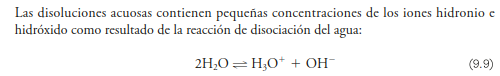 Las disoluciones acuosas contienen pequeñas concentraciones de los iones hidronio e
hidróxido como resultado de la reacción de disociación del agua:
2H₂O ⇌ H₃O⁺ + OH⁻ (9.9)